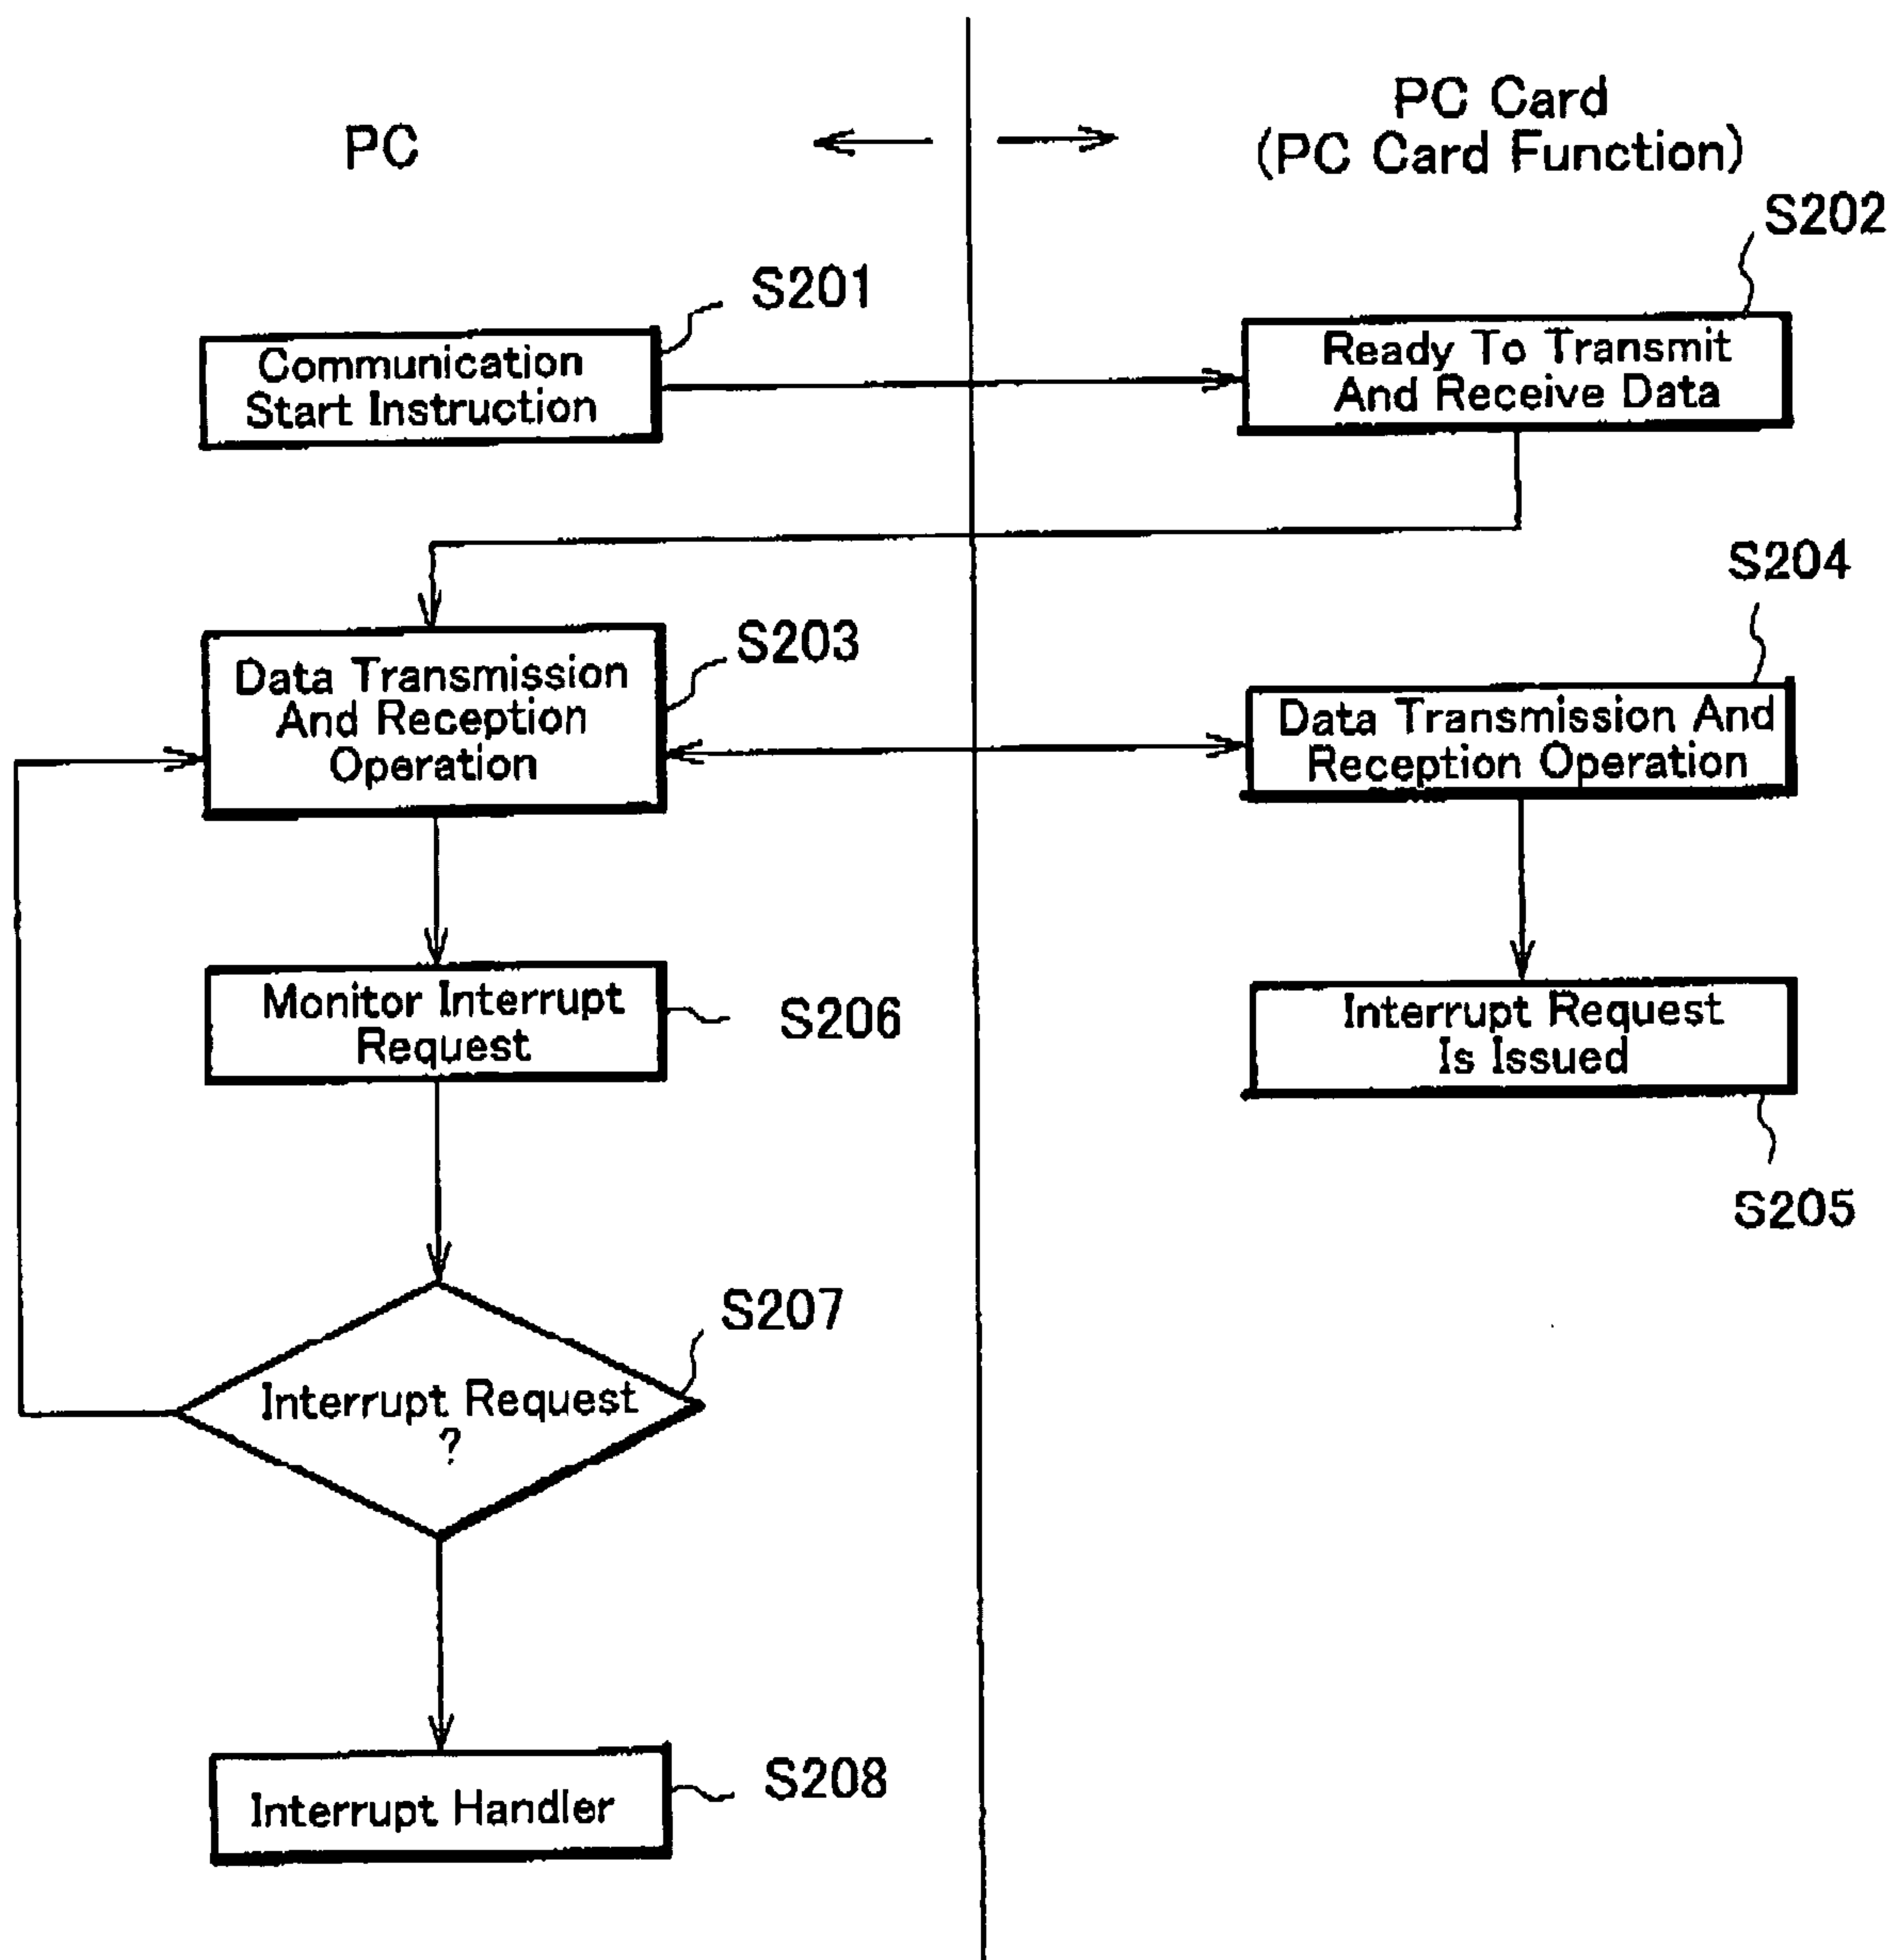 PC
PC Card
(PC Card Function)
S201
S202
Communication
Start Instruction
Ready To Transmit
And Receive Data
S203
S204
Data Transmission
And Reception
Operation
Data Transmission And
Reception Operation
Monitor Interrupt
Request
S206
Interrupt Request
Is Issued
S205
S207
Interrupt Request
?
S208
Interrupt Handler